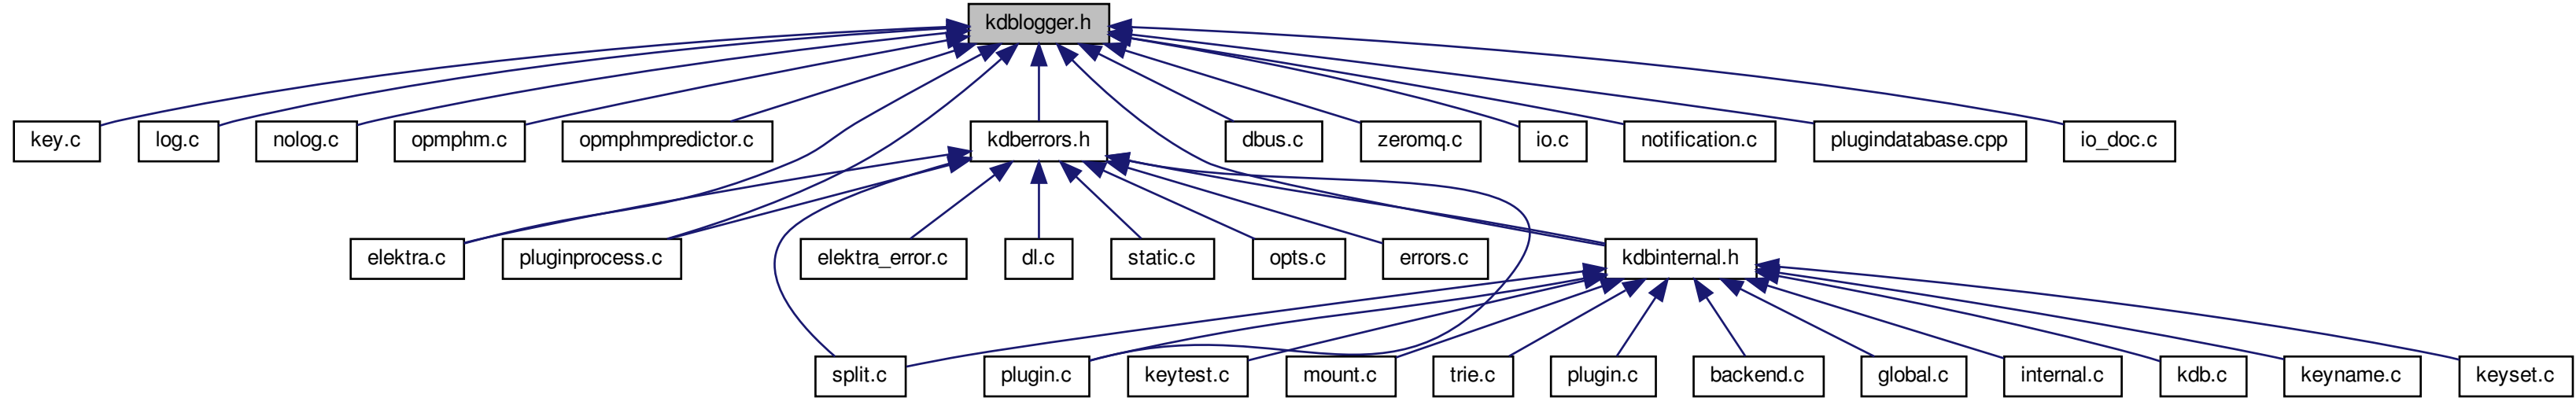 kdblogger.h
key.c
log.c
nolog.c
opmphm.c
opmphmpredictor.c
kdberrors.h
dbus.c
zeromq.c
io.c
notification.c
plugindatabase.cpp
io_doc.c
elektra.c
pluginprocess.c
elektra_error.c
dl.c
static.c
opts.c
errors.c
kdbinternal.h
split.c
plugin.c
keytest.c
mount.c
trie.c
plugin.c
backend.c
global.c
internal.c
kdb.c
keyname.c
keyset.c